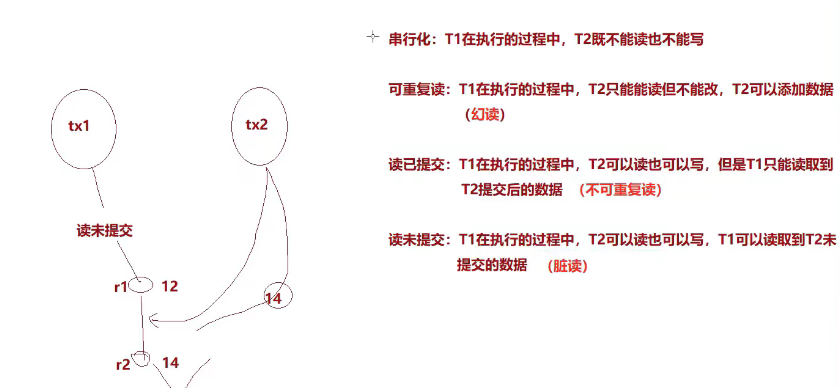 串行化：T1在执行的过程中，T2既不能读也不能写
可重复读：T1在执行的过程中，T2只能能读但不能改，T2可以添加数据
（幻读）
读已提交：T1在执行的过程中，T2可以读也可以写，但是T1只能读取到
T2提交后的数据 （不可重复读）
读未提交：T1在执行的过程中，T2可以读也可以写，T1可以读取到T2未
提交的数据 （脏读）
tx1
tx2
读未提交
r1 12
14
r2 14